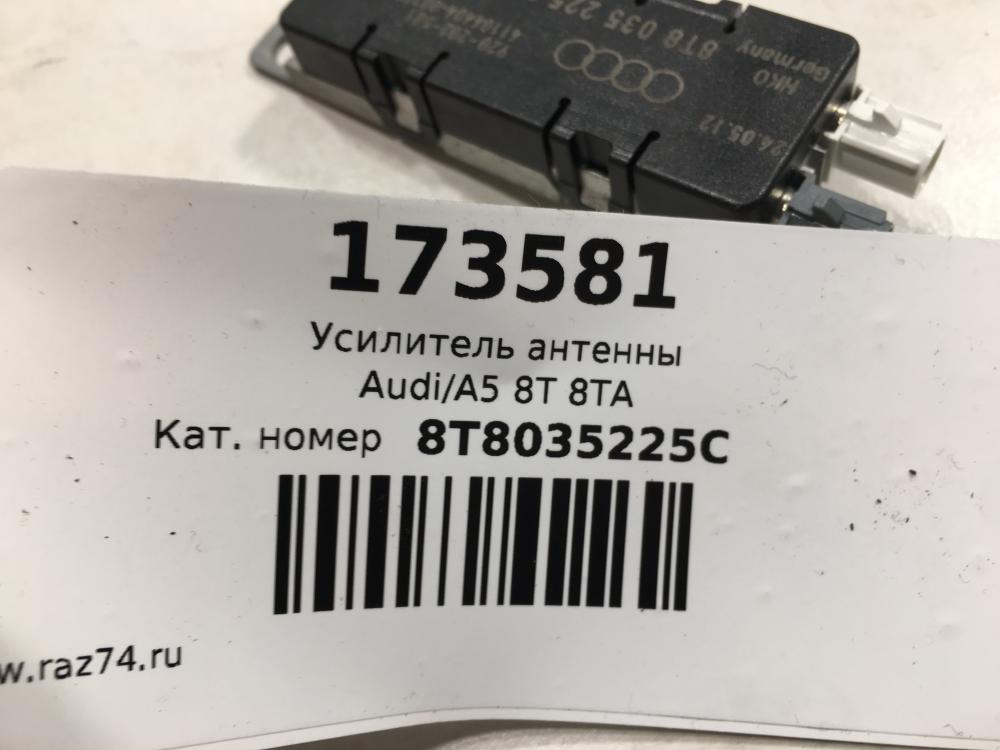 8T8 035 225
HKO
Germany
24.05.12
173581
Усилитель антенны
Audi/A5 8T 8TA
Кат. номер 8T8035225C
w.raz74.ru